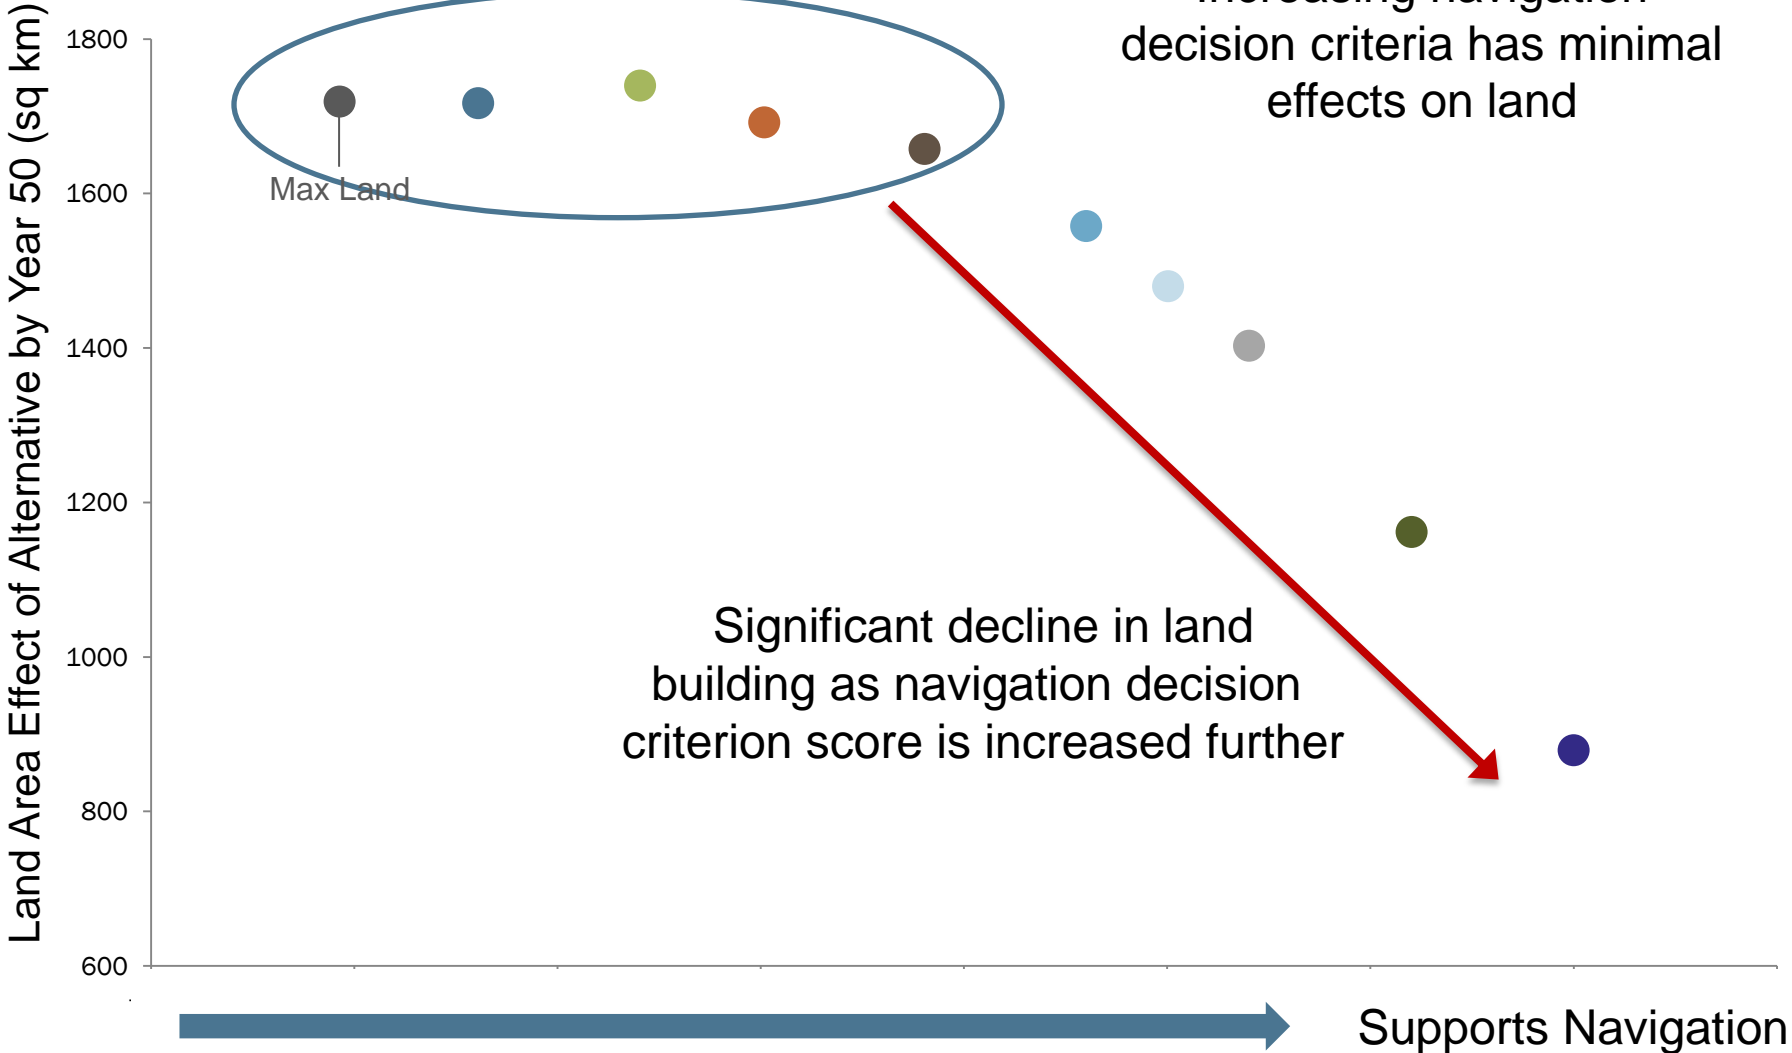 Increasing navigation
decision criteria has minimal
effects on land
Land Area Effect of Alternative by Year 50 (sq km)
1800
1600
1400
1200
1000
800
600
Max Land
Significant decline in land
building as navigation decision
criterion score is increased further
Supports Navigation